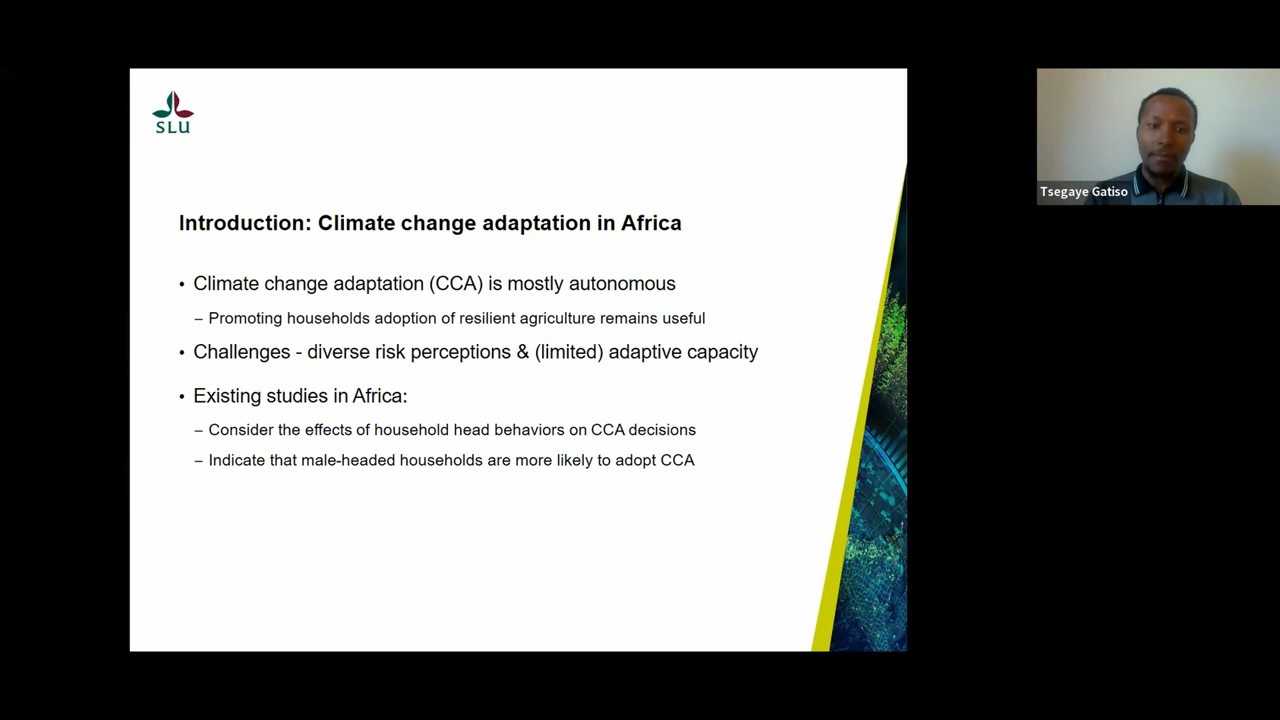 SLU
Introduction: Climate change adaptation in Africa
• Climate change adaptation (CCA) is mostly autonomous
– Promoting households adoption of resilient agriculture remains useful
• Challenges - diverse risk perceptions & (limited) adaptive capacity
• Existing studies in Africa:
– Consider the effects of household head behaviors on CCA decisions
– Indicate that male-headed households are more likely to adopt CCA
Tsegaye Gatiso